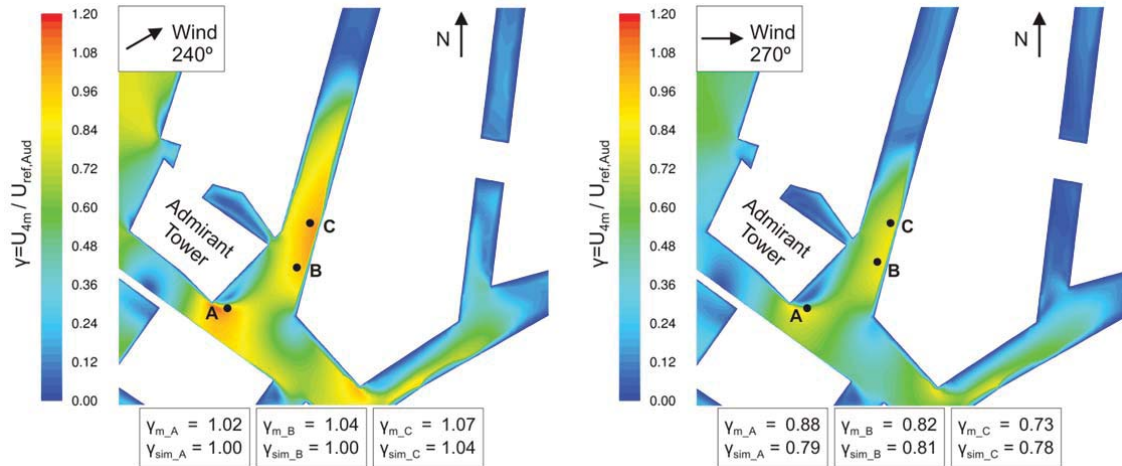 1.20
1.08
0.96
0.84
0.72
0.60
0.48
0.36
0.24
0.12
0.00
γ=U4m / Uref,Aud
Wind
240º
N
Admirant
Tower
C
B
A
γm_A = 1.02
γsim_A = 1.00
γm_B = 1.04
γsim_B = 1.00
γm_C = 1.07
γsim_C = 1.04
1.20
1.08
0.96
0.84
0.72
0.60
0.48
0.36
0.24
0.12
0.00
γ=U4m / Uref,Aud
Wind
270º
N
Admirant
Tower
C
B
A
γm_A = 0.88
γsim_A = 0.79
γm_B = 0.82
γsim_B = 0.81
γm_C = 0.73
γsim_C = 0.78